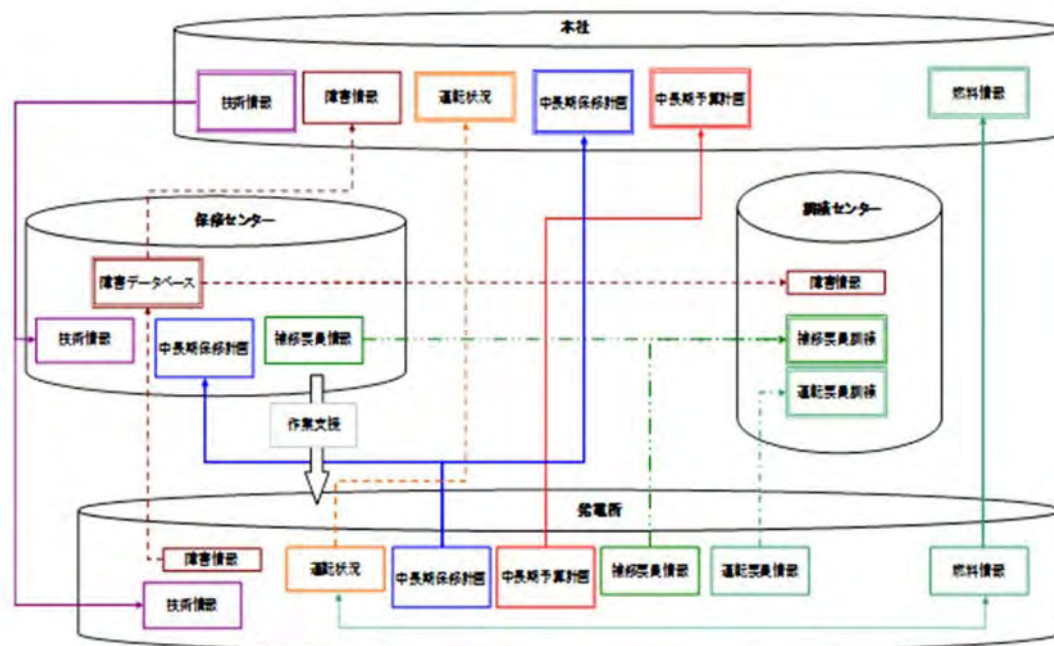 本社
技術情報
障害情報
運転状況
中長期保修計画
中長期予算計画
燃料情報
保修センター
訓練センター
障害データベース
障害情報
技術情報
中長期保修計画
補修要員情報
補修要員訓練
運転要員訓練
作業支援
発電所
障害情報
運転状況
中長期保修計画
中長期予算計画
補修要員情報
運転要員情報
燃料情報
技術情報